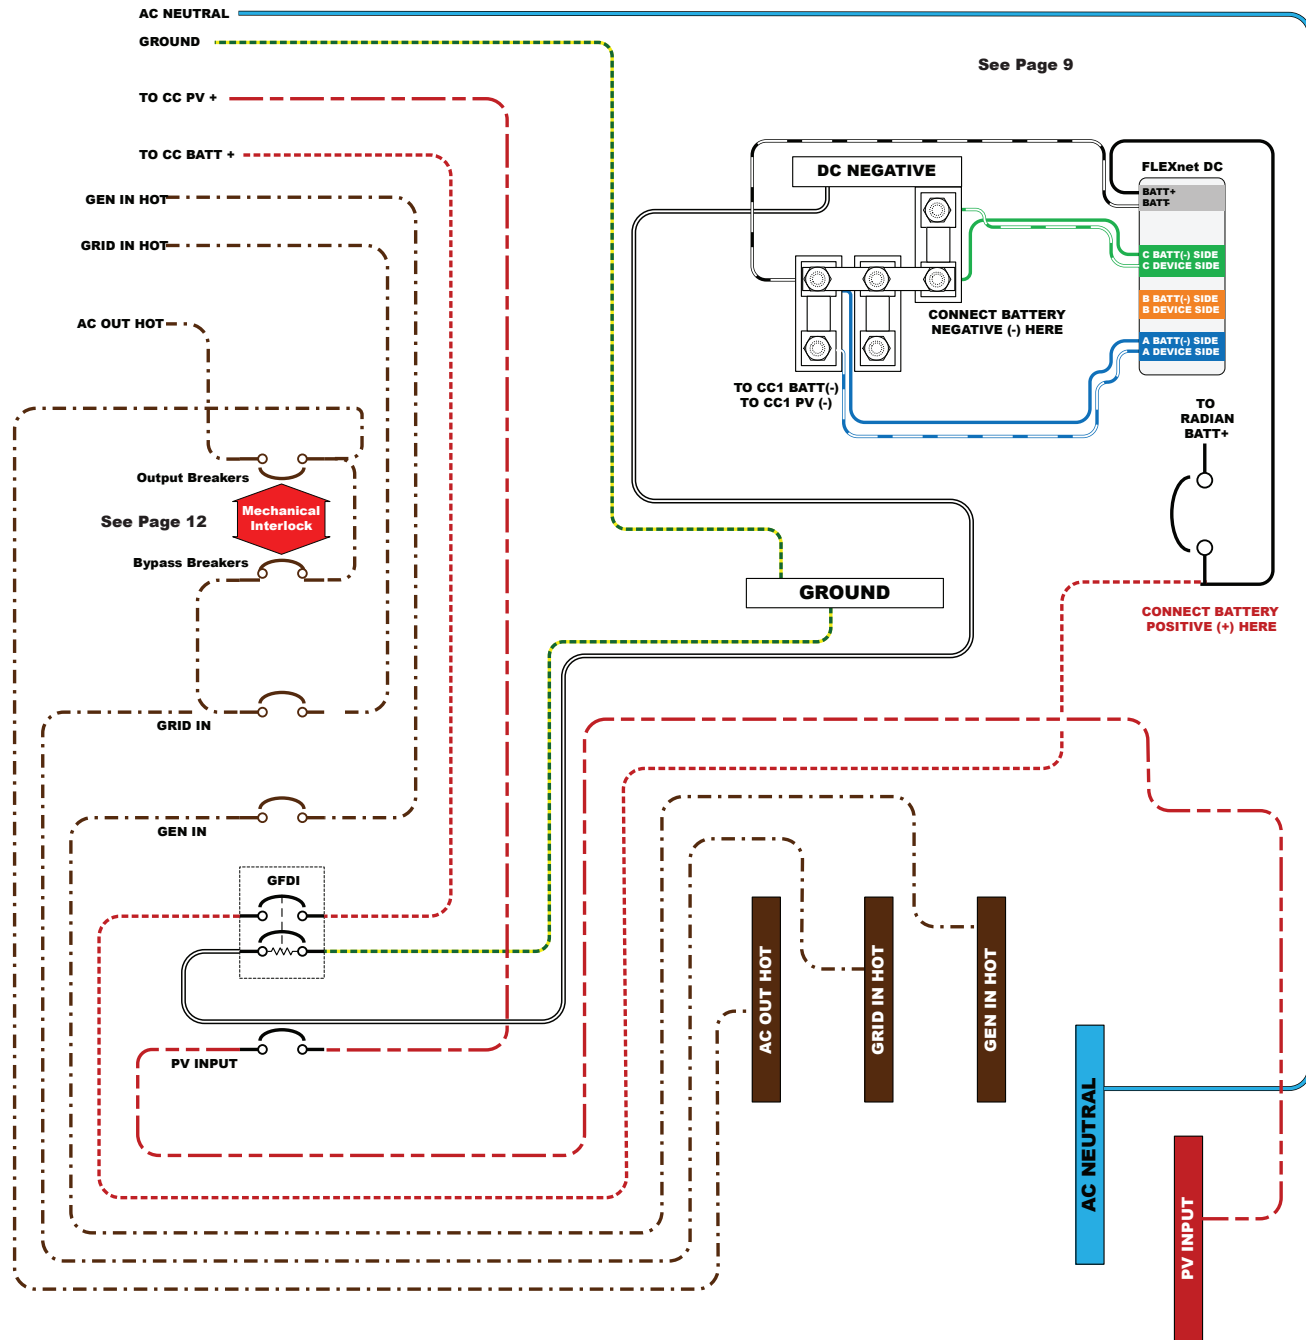 AC NEUTRAL
GROUND
See Page 9
TO CC PV +
TO CC BATT +
DC NEGATIVE
FLEXnet DC
BATT+
BATT-
GEN IN HOT
GRID IN HOT
C BATT(-) SIDE
C DEVICE SIDE
B BATT(-) SIDE
B DEVICE SIDE
CONNECT BATTERY
NEGATIVE (-) HERE
A BATT(-) SIDE
A DEVICE SIDE
AC OUT HOT
TO CC1 BATT(-)
TO CC1 PV (-)
TO
RADIAN
BATT+
Output Breakers
Mechanical
Interlock
See Page 12
Bypass Breakers
GROUND
CONNECT BATTERY
POSITIVE (+) HERE
GRID IN
GEN IN
GFDI
PV INPUT
AC OUT HOT
GRID IN HOT
GEN IN HOT
AC NEUTRAL
PV INPUT